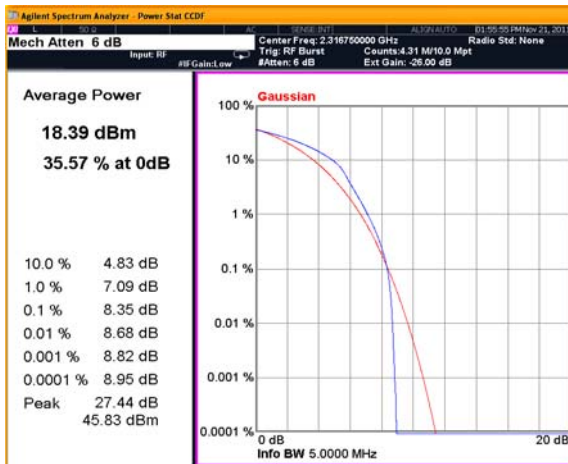 Agilent Spectrum Analyzer - Power Stat CCDF
L 50 Ω AC SENSE:INT ALIGN AUTO 01:55:55 PM Nov 21, 201
Mech Atten 6 dB
Center Freq: 2.316750000 GHz Radio Std: None
Input: RF Trig: RF Burst Counts:4.31 M/10.0 Mpt
#IFGain:Low #Atten: 6 dB Ext Gain: -26.00 dB
Average Power
18.39 dBm
35.57 % at 0dB
10.0 % 4.83 dB
1.0 % 7.09 dB
0.1 % 8.35 dB
0.01 % 8.68 dB
0.001 % 8.82 dB
0.0001 % 8.95 dB
Peak 27.44 dB
45.83 dBm
Gaussian
100 %
10 %
1 %
0.1 %
0.01 %
0.001 %
0.0001 %
0 dB 20 dB
Info BW 5.0000 MHz